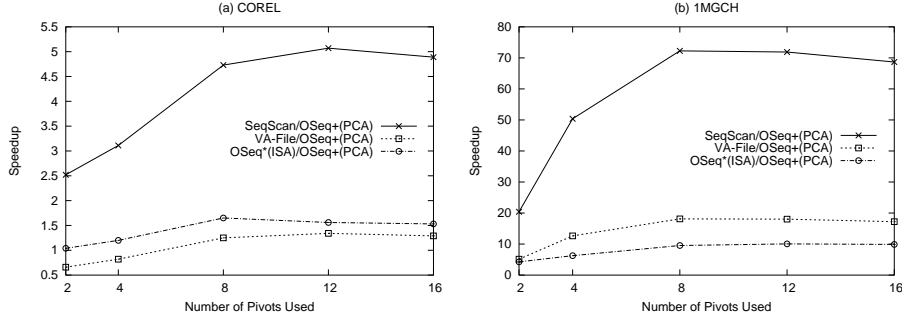 (a) COREL
5.5
5
4.5
4
3.5
3
2.5
2
1.5
1
0.5
Speedup
SeqScan/OSeq+(PCA)
VA-File/OSeq+(PCA)
OSeq*(ISA)/OSeq+(PCA)
2 4 8 12 16
Number of Pivots Used
(b) 1MGCH
80
70
60
50
40
30
20
10
0
Speedup
SeqScan/OSeq+(PCA)
VA-File/OSeq+(PCA)
OSeq*(ISA)/OSeq+(PCA)
2 4 8 12 16
Number of Pivots Used